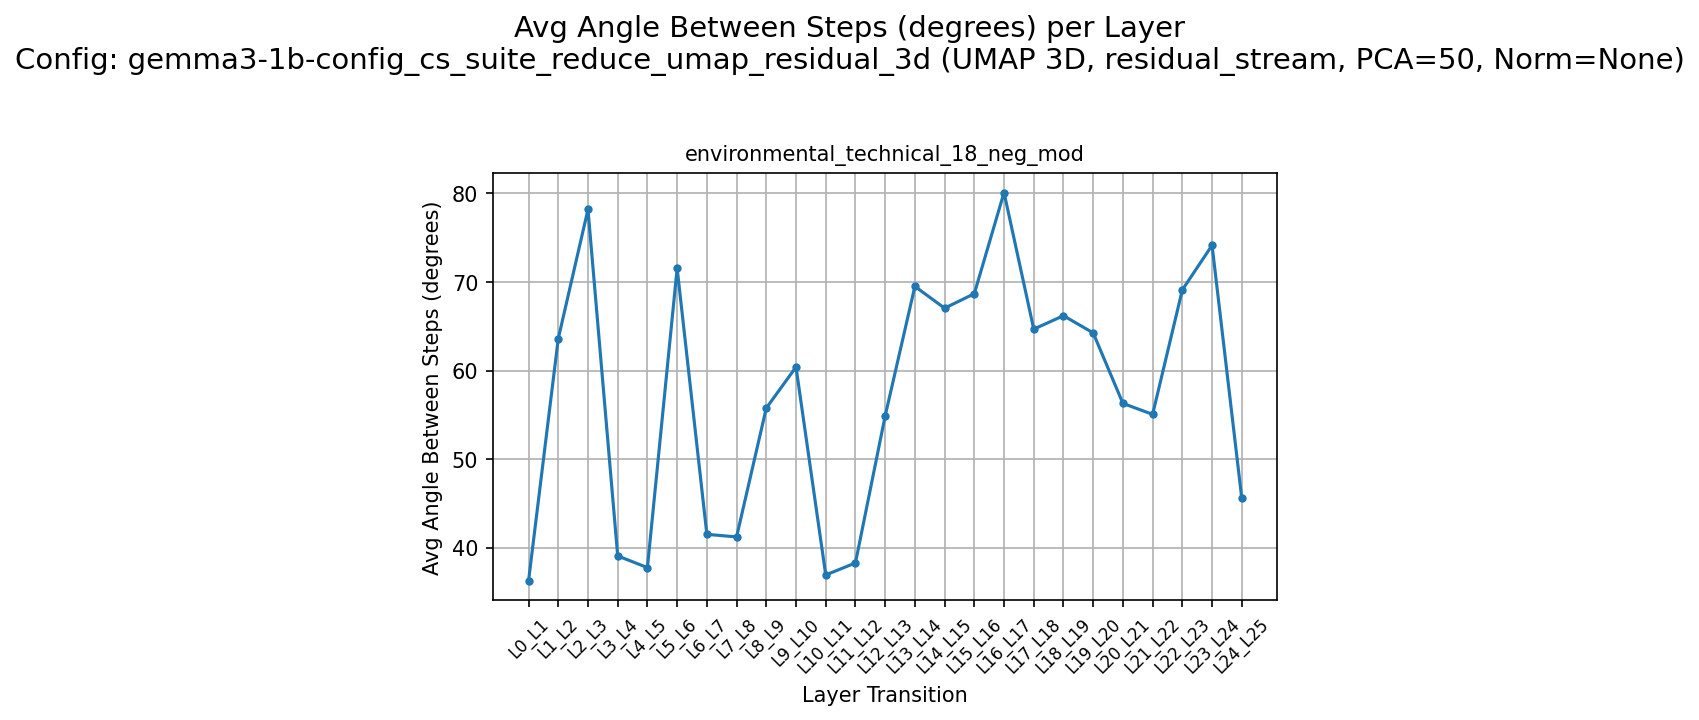 Avg Angle Between Steps (degrees) per Layer
Config: gemma3-1b-config_cs_suite_reduce_umap_residual_3d (UMAP 3D, residual_stream, PCA=50, Norm=None)
environmental_technical_18_neg_mod
Avg Angle Between Steps (degrees)
80
70
60
50
40
L0_L1
L1_L2
L2_L3
L3_L4
L4_L5
L5_L6
L6_L7
L7_L8
L8_L9
L9_L10
L10_L11
L11_L12
L12_L13
L13_L14
L14_L15
L15_L16
L16_L17
L17_L18
L18_L19
L19_L20
L20_L21
L21_L22
L22_L23
L23_L24
L24_L25
Layer Transition